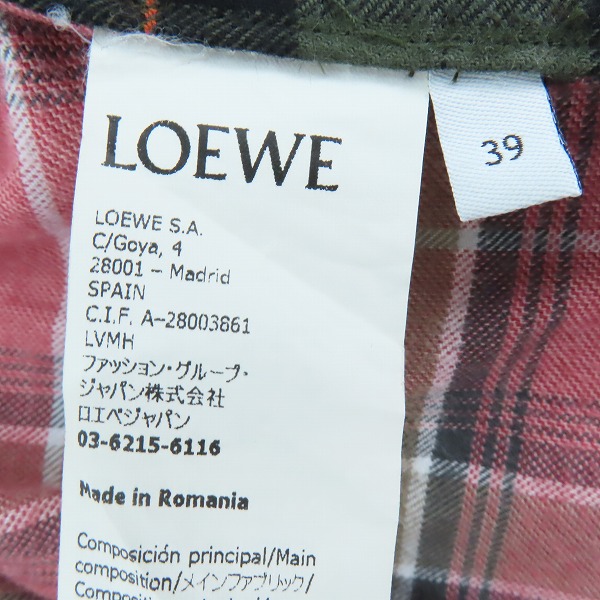 LOEWE
39
LOEWE S.A.
C/Goya, 4
28001 – Madrid
SPAIN
C.I.F. A-28003861
LVMH
ファッション・グループ・
ジャパン株式会社
ロエベジャパン
03-6215-6116
Made in Romania
Composición principal/Main
composition/メインファブリック/
Composition